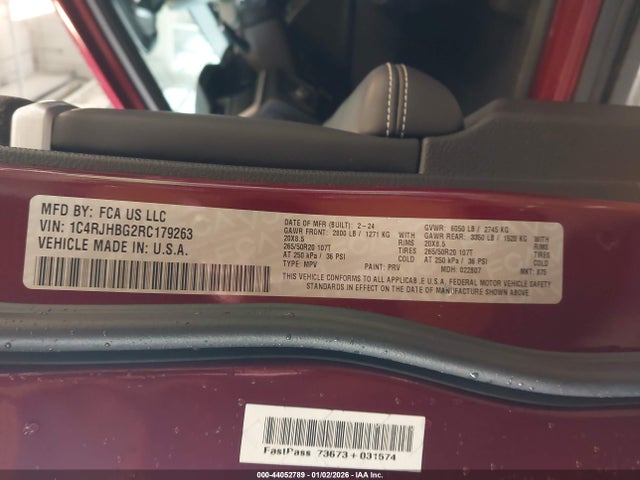 MFD BY: FCA US LLC
VIN: 1C4RJHBG2RC179263
VEHICLE MADE IN: U.S.A.
DATE OF MFR (BUILT): 2-24 GVWR: 6050 LB / 2745 KG
GAWR FRONT: 2800 LB / 1271 KG WITH GAWR REAR: 3350 LB / 1520 KG WITH
20X8.5 RIMS 20X8.5 RIMS
265/50R20 107T TIRES 265/50R20 107T TIRES
AT 250 kPa / 36 PSI COLD AT 250 kPa / 36 PSI COLD
TYPE: MPV PAINT: PRV MDH: 022807 MKT:
THIS VEHICLE CONFORMS TO ALL APPLICABLE U.S.A. FEDERAL MOTOR VEHICLE SAFETY
STANDARDS IN EFFECT ON THE DATE OF MANUFACTURE SHOWN ABOVE.
FastPass 73673+031574
000-44052789 | 01/02/2026 - IAA Inc.